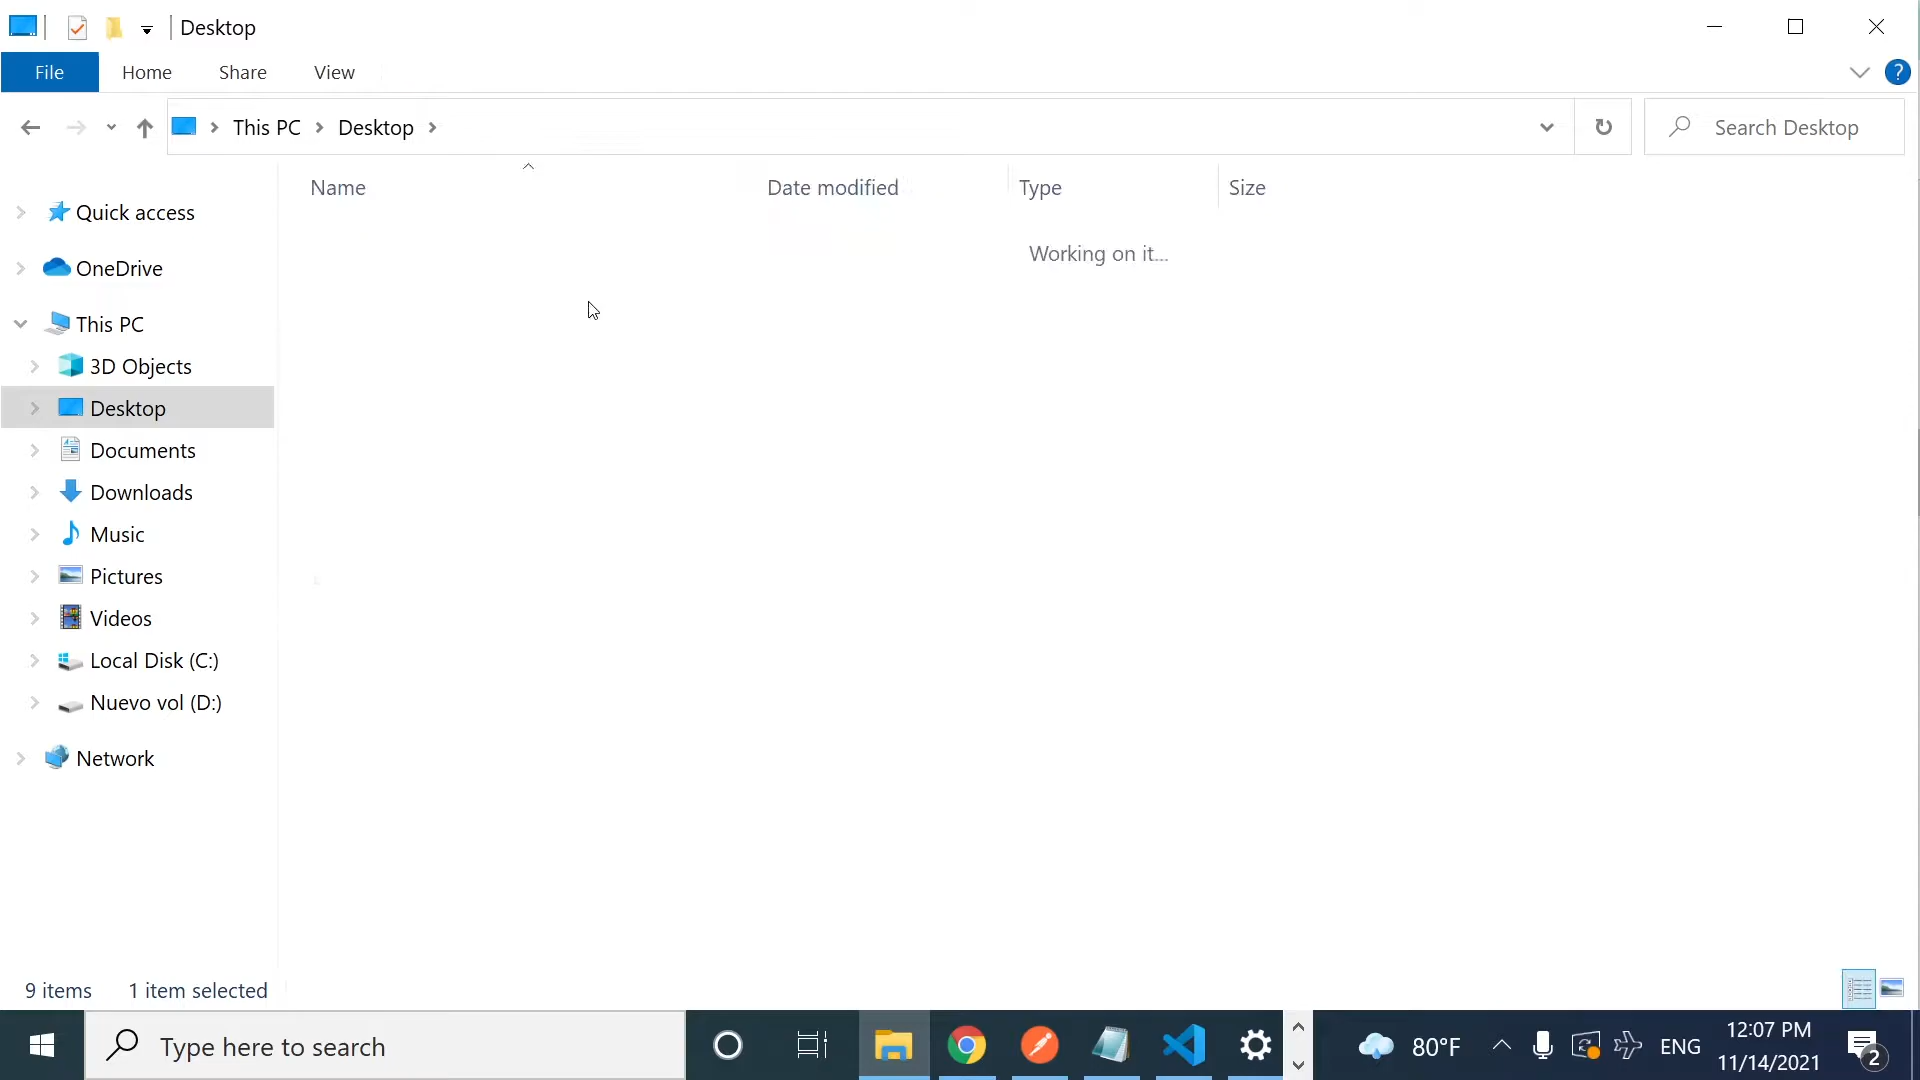 Desktop
File Home Share View ?
This PC Desktop Search Desktop
Name Date modified Type Size
Quick access
Working on it...
OneDrive
This PC
3D Objects
Desktop
Documents
Downloads
Music
Pictures
Videos
Local Disk (C:)
Nuevo vol (D:)
Network
9 items 1 item selected
Type here to search 80°F ENG 12:07 PM
11/14/2021 2